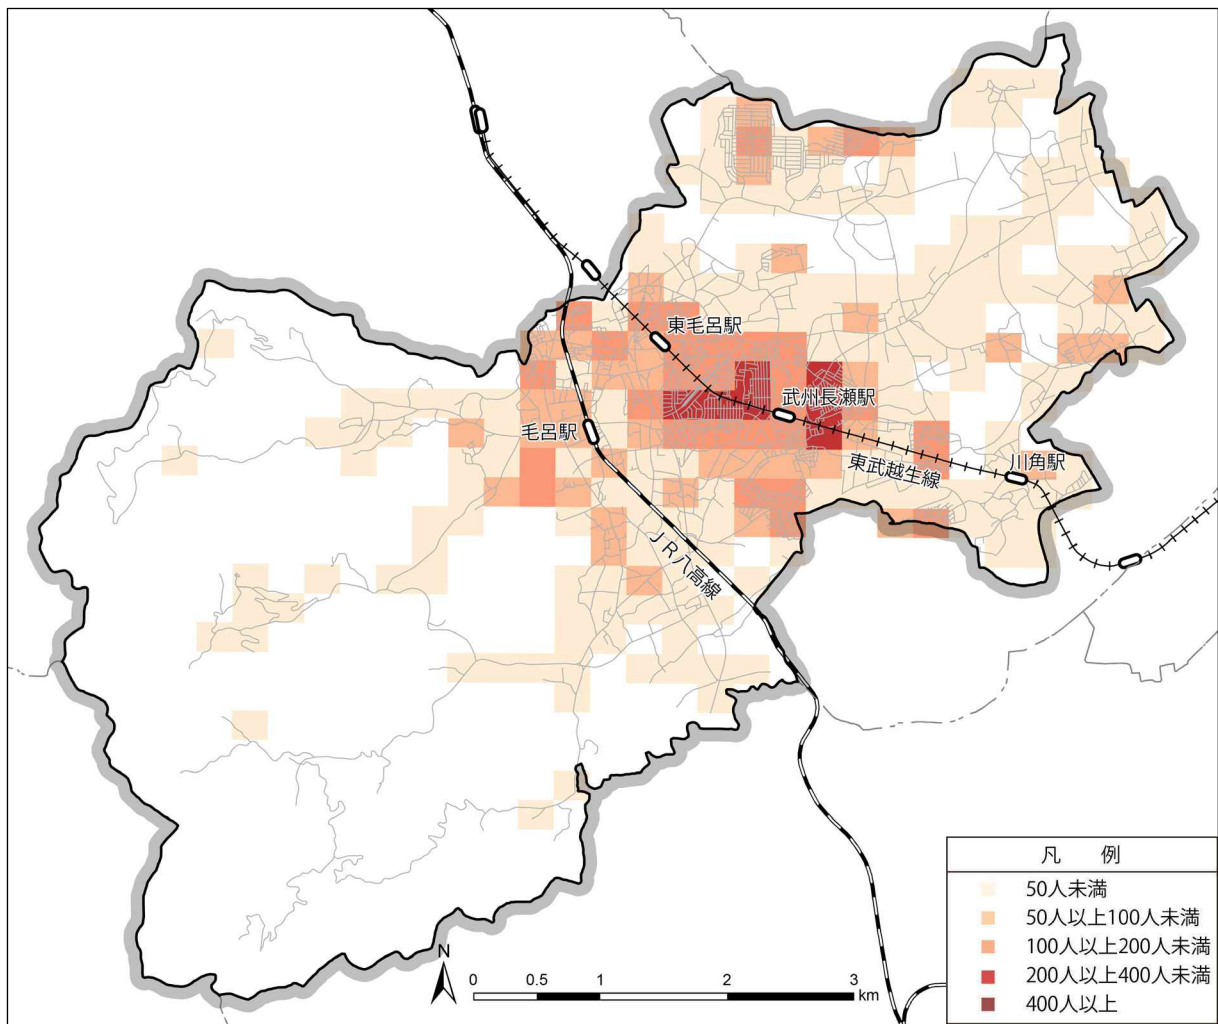 東毛呂駅
武州長瀬駅
毛呂駅
川角駅
東武越生線
JR八高線
凡 例
50人未満
50人以上100人未満
100人以上200人未満
200人以上400人未満
400人以上
N
0 0.5 1 2 3
km